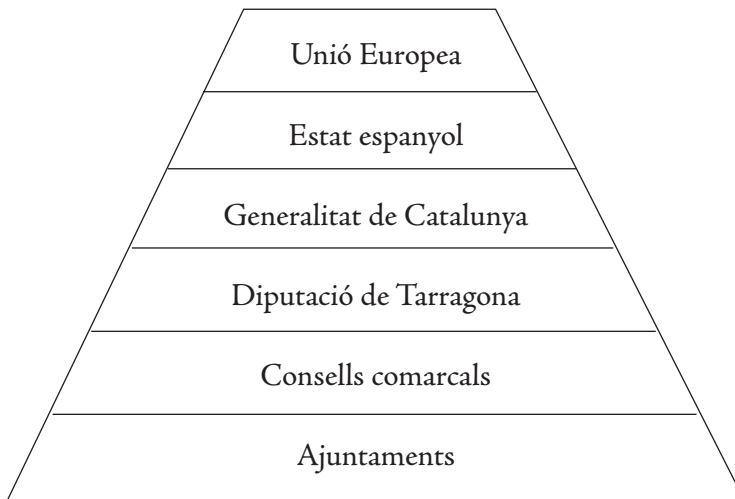 Unió Europea
Estat espanyol
Generalitat de Catalunya
Diputació de Tarragona
Consells comarcals
Ajuntaments